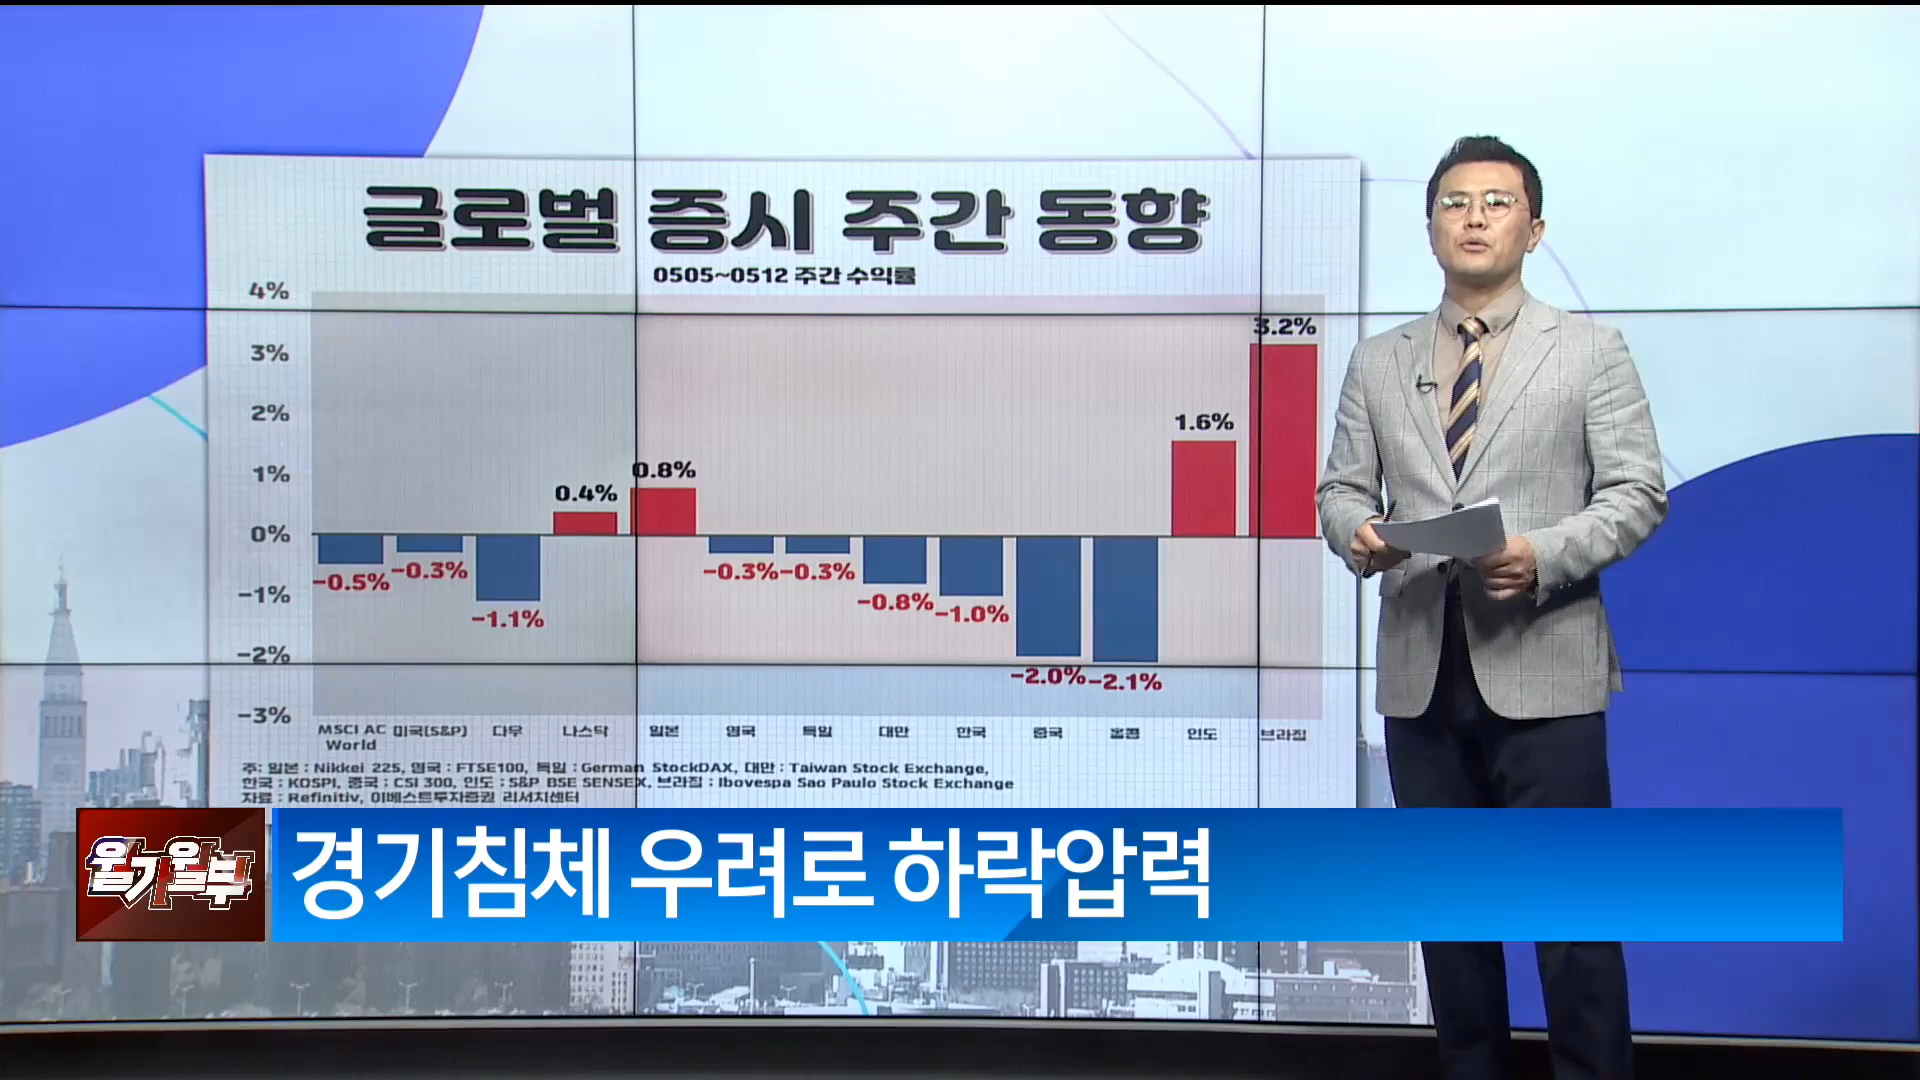 글로벌 증시 주간 동향
0505~0512 주간 수익률
4%
3%
2%
1%
0%
-1%
-2%
-3%
-0.5%
-0.3%
-1.1%
0.4%
0.8%
-0.3%
-0.3%
-0.8%
-1.0%
-2.0%
-2.1%
1.6%
3.2%
MSCI AC World
미국(S&P)
다우
나스닥
일본
영국
독일
대만
한국
중국
홍콩
인도
브라질
주: 일본 : Nikkei 225, 영국 : FTSE100, 독일 : German StockDAX, 대만 : Taiwan Stock Exchange,
한국 : KOSPI, 중국 : CSI 300, 인도 : S&P BSE SENSEX, 브라질 : Ibovespa Sao Paulo Stock Exchange
자료 : Refinitiv, 이베스트투자증권 리서치센터
월가월부
경기침체 우려로 하락압력